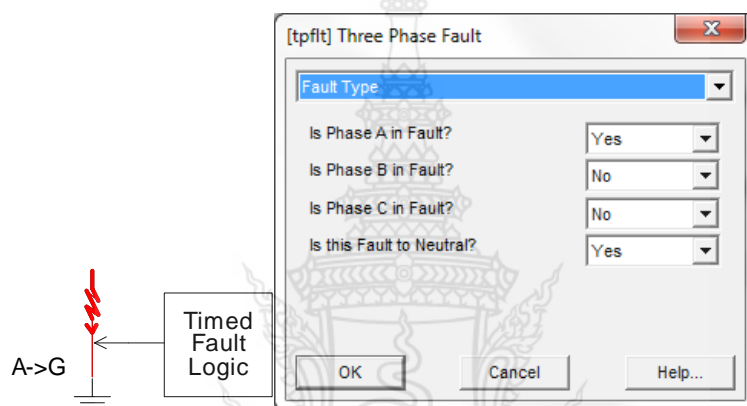 [tpflt] Three Phase Fault
Fault Type
Is Phase A in Fault? Yes
Is Phase B in Fault? No
Is Phase C in Fault? No
Is this Fault to Neutral? Yes
OK Cancel Help...
A->G
Timed
Fault
Logic